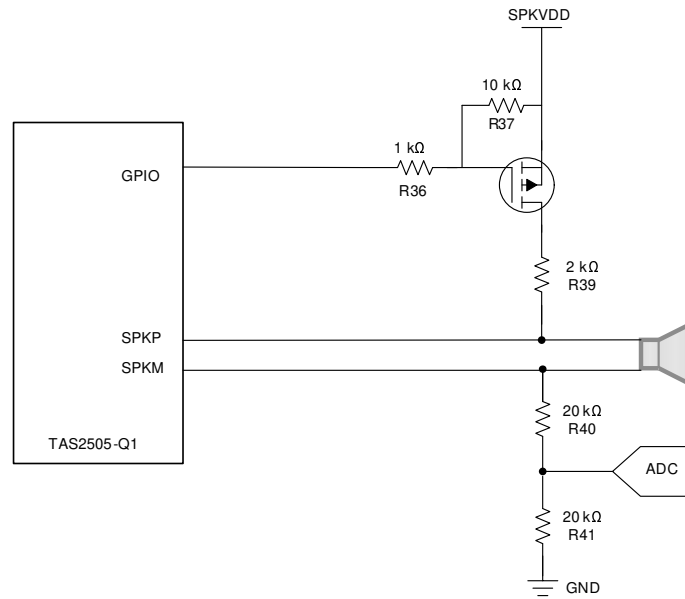 SPKVDD
10 kΩ
R37
1 kΩ
R36
GPIO
2 kΩ
R39
SPKP
SPKM
20 kΩ
R40
TAS2505-Q1
ADC
20 kΩ
R41
GND